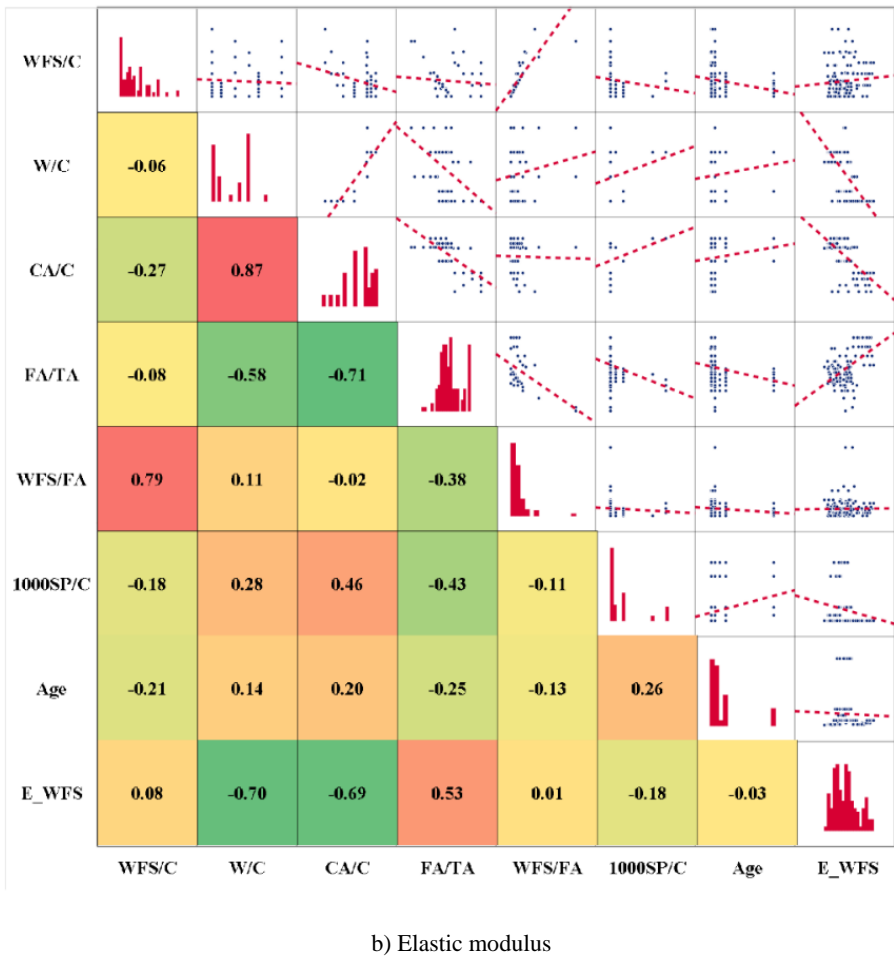 WFS/C
W/C -0.06
CA/C -0.27 0.87
FA/TA -0.08 -0.58 -0.71
WFS/FA 0.79 0.11 -0.02 -0.38
1000SP/C -0.18 0.28 0.46 -0.43 -0.11
Age -0.21 0.14 0.20 -0.25 -0.13 0.26
E_WFS 0.08 -0.70 -0.69 0.53 0.01 -0.18 -0.03
WFS/C W/C CA/C FA/TA WFS/FA 1000SP/C Age E_WFS
b) Elastic modulus